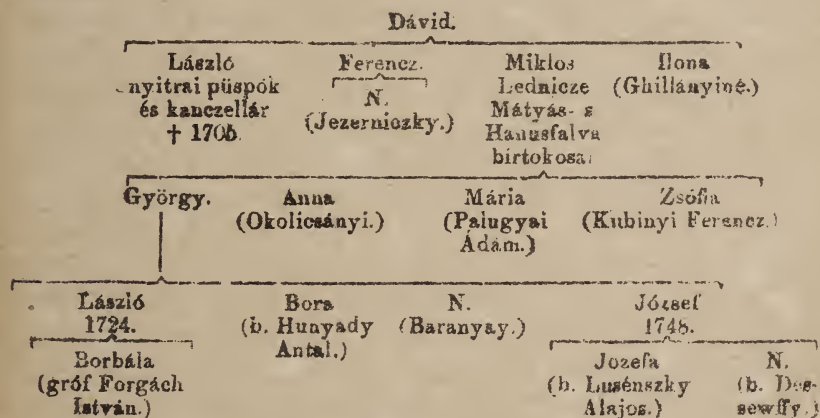 Dávid.
László Ferencz. Miklos Ilona
nyitrai püspök N. Lednicze (Ghillányiné.)
és kanczellár (Jezerniczky.) Mátyás- s
† 1705. Hanusfalva
birtokosa.
György. Anna Mária Zsófia
(Okolicsányi.) (Palugyai (Kubinyi Ferencz.)
Ádám.)
László Bora N. József
1724. (b. Hunyady (Baranyay.) 1748.
Borbála Antal.) Jozefa N.
(gróf Forgách (b. Lusénszky (b. Des-
István.) Alajos.) sewffy.)